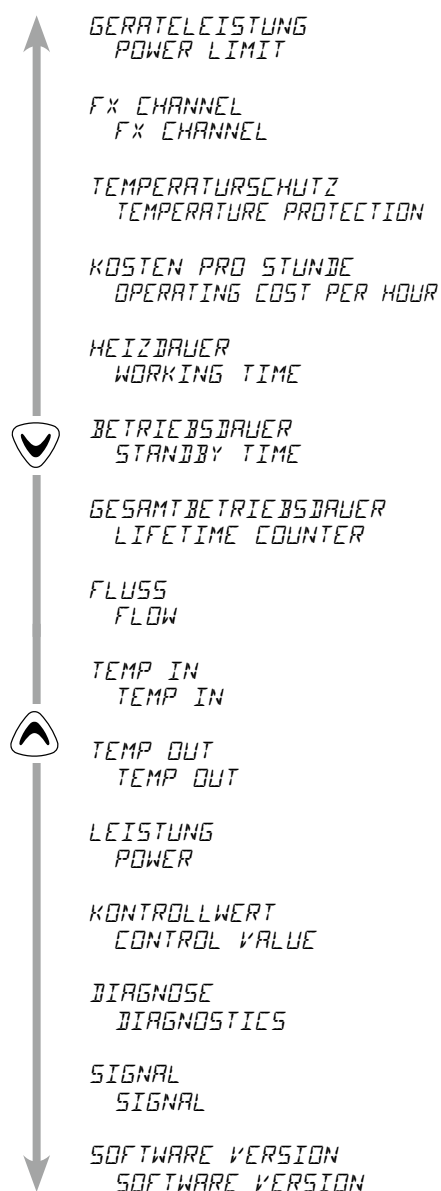 GERÄTELEISTUNG
POWER LIMIT
FX CHANNEL
FX CHANNEL
TEMPERATURSCHUTZ
TEMPERATURE PROTECTION
KOSTEN PRO STUNDE
OPERATING COST PER HOUR
HEIZDAUER
WORKING TIME
BETRIEBSDAUER
STANDBY TIME
GESAMTBETRIEBSDAUER
LIFETIME COUNTER
FLUSS
FLOW
TEMP IN
TEMP IN
TEMP OUT
TEMP OUT
LEISTUNG
POWER
KONTROLLWERT
CONTROL VALUE
DIAGNOSE
DIAGNOSTICS
SIGNAL
SIGNAL
SOFTWARE VERSION
SOFTWARE VERSION